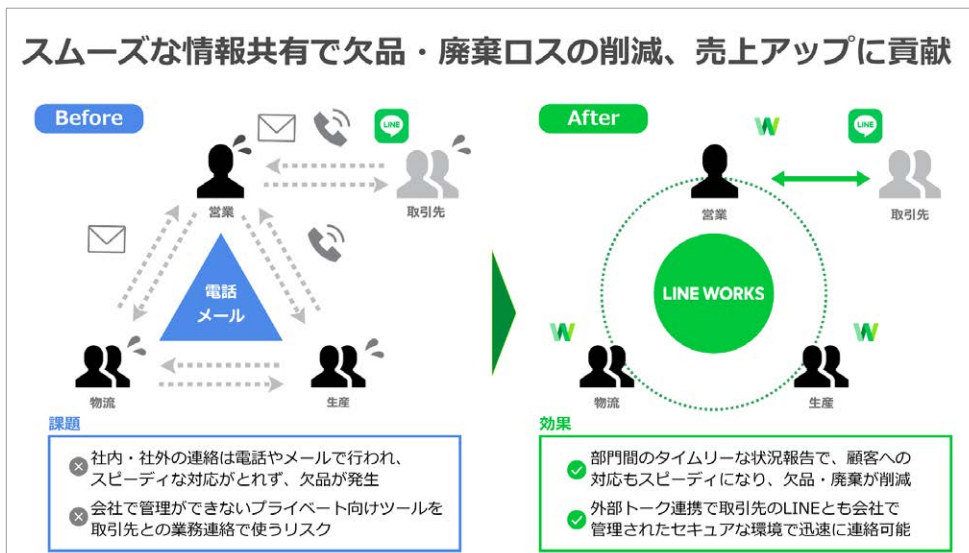 スムーズな情報共有で欠品・廃棄ロスの削減、売上アップに貢献
Before
LINE
営業
取引先
電話
メール
物流
生産
課題
社内・社外の連絡は電話やメールで行われ、
スピーディな対応がとれず、欠品が発生
会社で管理ができないプライベート向けツールを
取引先との業務連絡で使うリスク
After
W
LINE
営業
取引先
LINE WORKS
W
W
物流
生産
効果
部門間のタイムリーな状況報告で、顧客への
対応もスピーディになり、欠品・廃棄が削減
外部トーク連携で取引先のLINEとも会社で
管理されたセキュアな環境で迅速に連絡可能